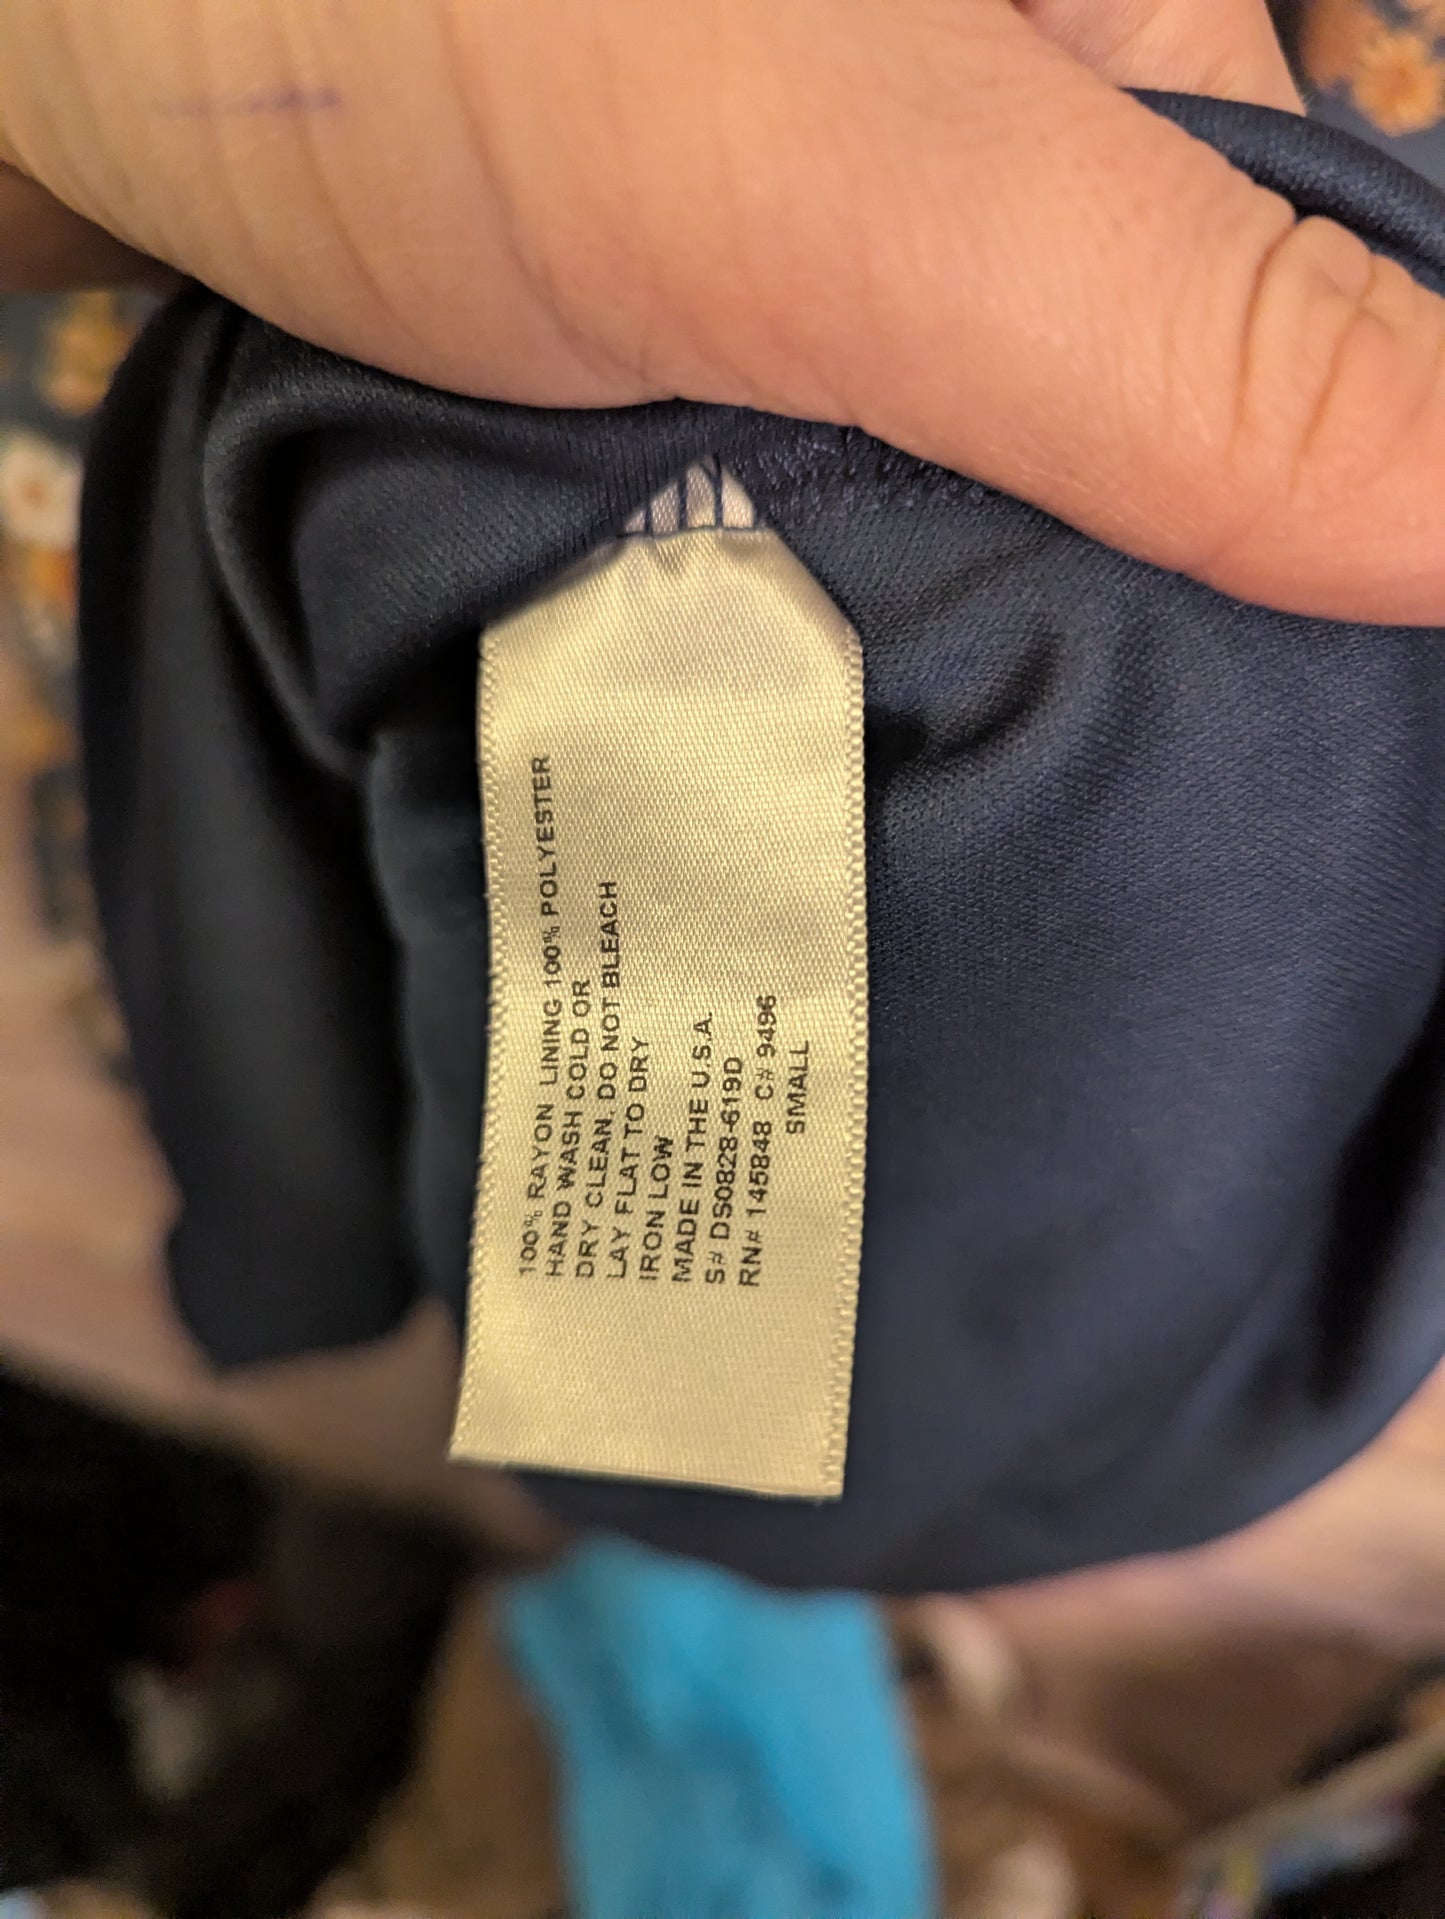 100% RAYON LINING 100% POLYESTER
HAND WASH COLD OR
DRY CLEAN, DO NOT BLEACH
LAY FLAT TO DRY
IRON LOW
MADE IN THE U.S.A.
S# DS0828-619D
RN# 145848 C# 9496
SMALL